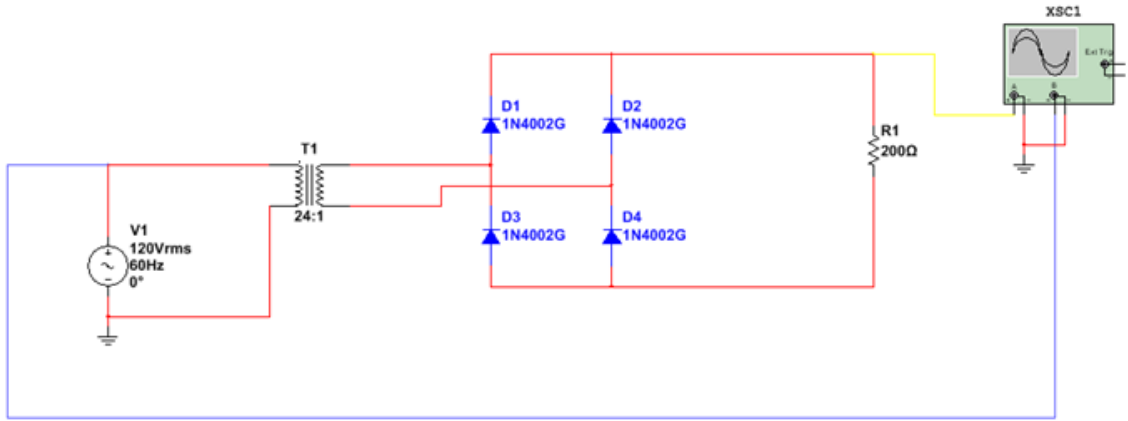 XSC1
Ext Trg
A
B
D1
1N4002G
D2
1N4002G
R1
200Ω
T1
24:1
D3
1N4002G
D4
1N4002G
V1
120Vrms
60Hz
0°